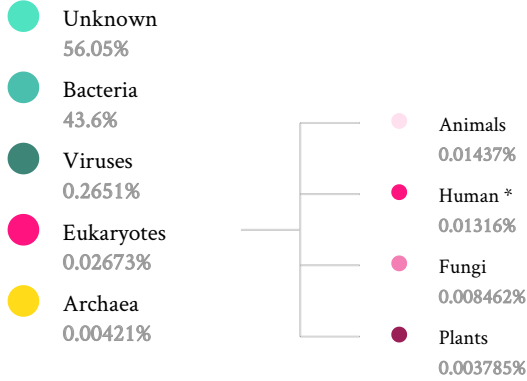 Unknown
56.05%
Bacteria
43.6%
Viruses
0.2651%
Eukaryotes
0.02673%
Archaea
0.00421%
Animals
0.01437%
Human *
0.01316%
Fungi
0.008462%
Plants
0.003785%